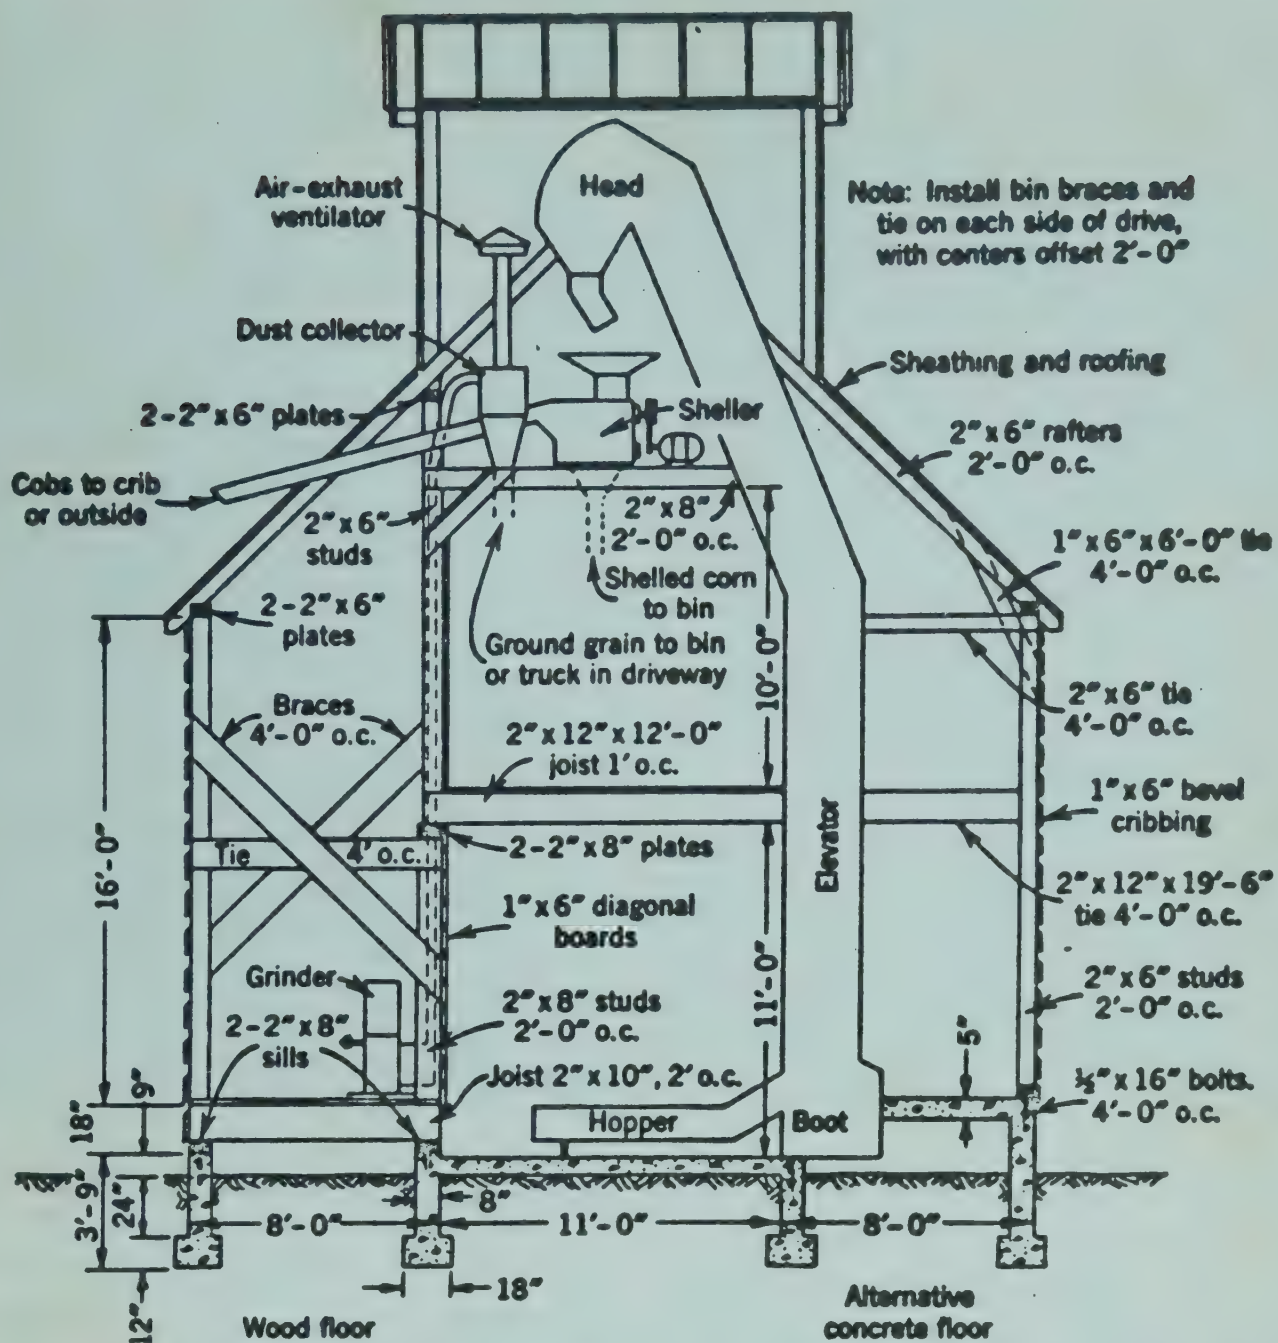 Head
Air-exhaust
ventilator
Note: Install bin braces and
tie on each side of drive,
with centers offset 2'-0"
Dust collector
Sheathing and roofing
2-2" x 6" plates
Sheller
2" x 6" rafters
2'-0" o.c.
Cobs to crib
or outside
2" x 6"
studs
2" x 8"
2'-0" o.c.
1" x 6" x 6'-0" tie
4'-0" o.c.
Shelled corn
to bin
2-2" x 6"
plates
Ground grain to bin
or truck in driveway
10'-0"
2" x 6" tie
4'-0" o.c.
Braces
4'-0" o.c.
2" x 12" x 12'-0"
joist 1' o.c.
1" x 6" bevel
cribbing
16'-0"
Tie 4' o.c.
2-2" x 8" plates
Elevator
2" x 12" x 19'-6"
tie 4'-0" o.c.
1" x 6" diagonal
boards
11'-0"
Grinder
2" x 8" studs
2'-0" o.c.
2" x 6" studs
2'-0" o.c.
2-2" x 8"
sills
5"
Joist 2" x 10", 2' o.c.
16" bolts.
4'-0" o.c.
9"
18"
Hopper
Boot
3'-9"
24"
8"
8'-0"
11'-0"
8'-0"
18"
12"
Wood floor
Alternative
concrete floor